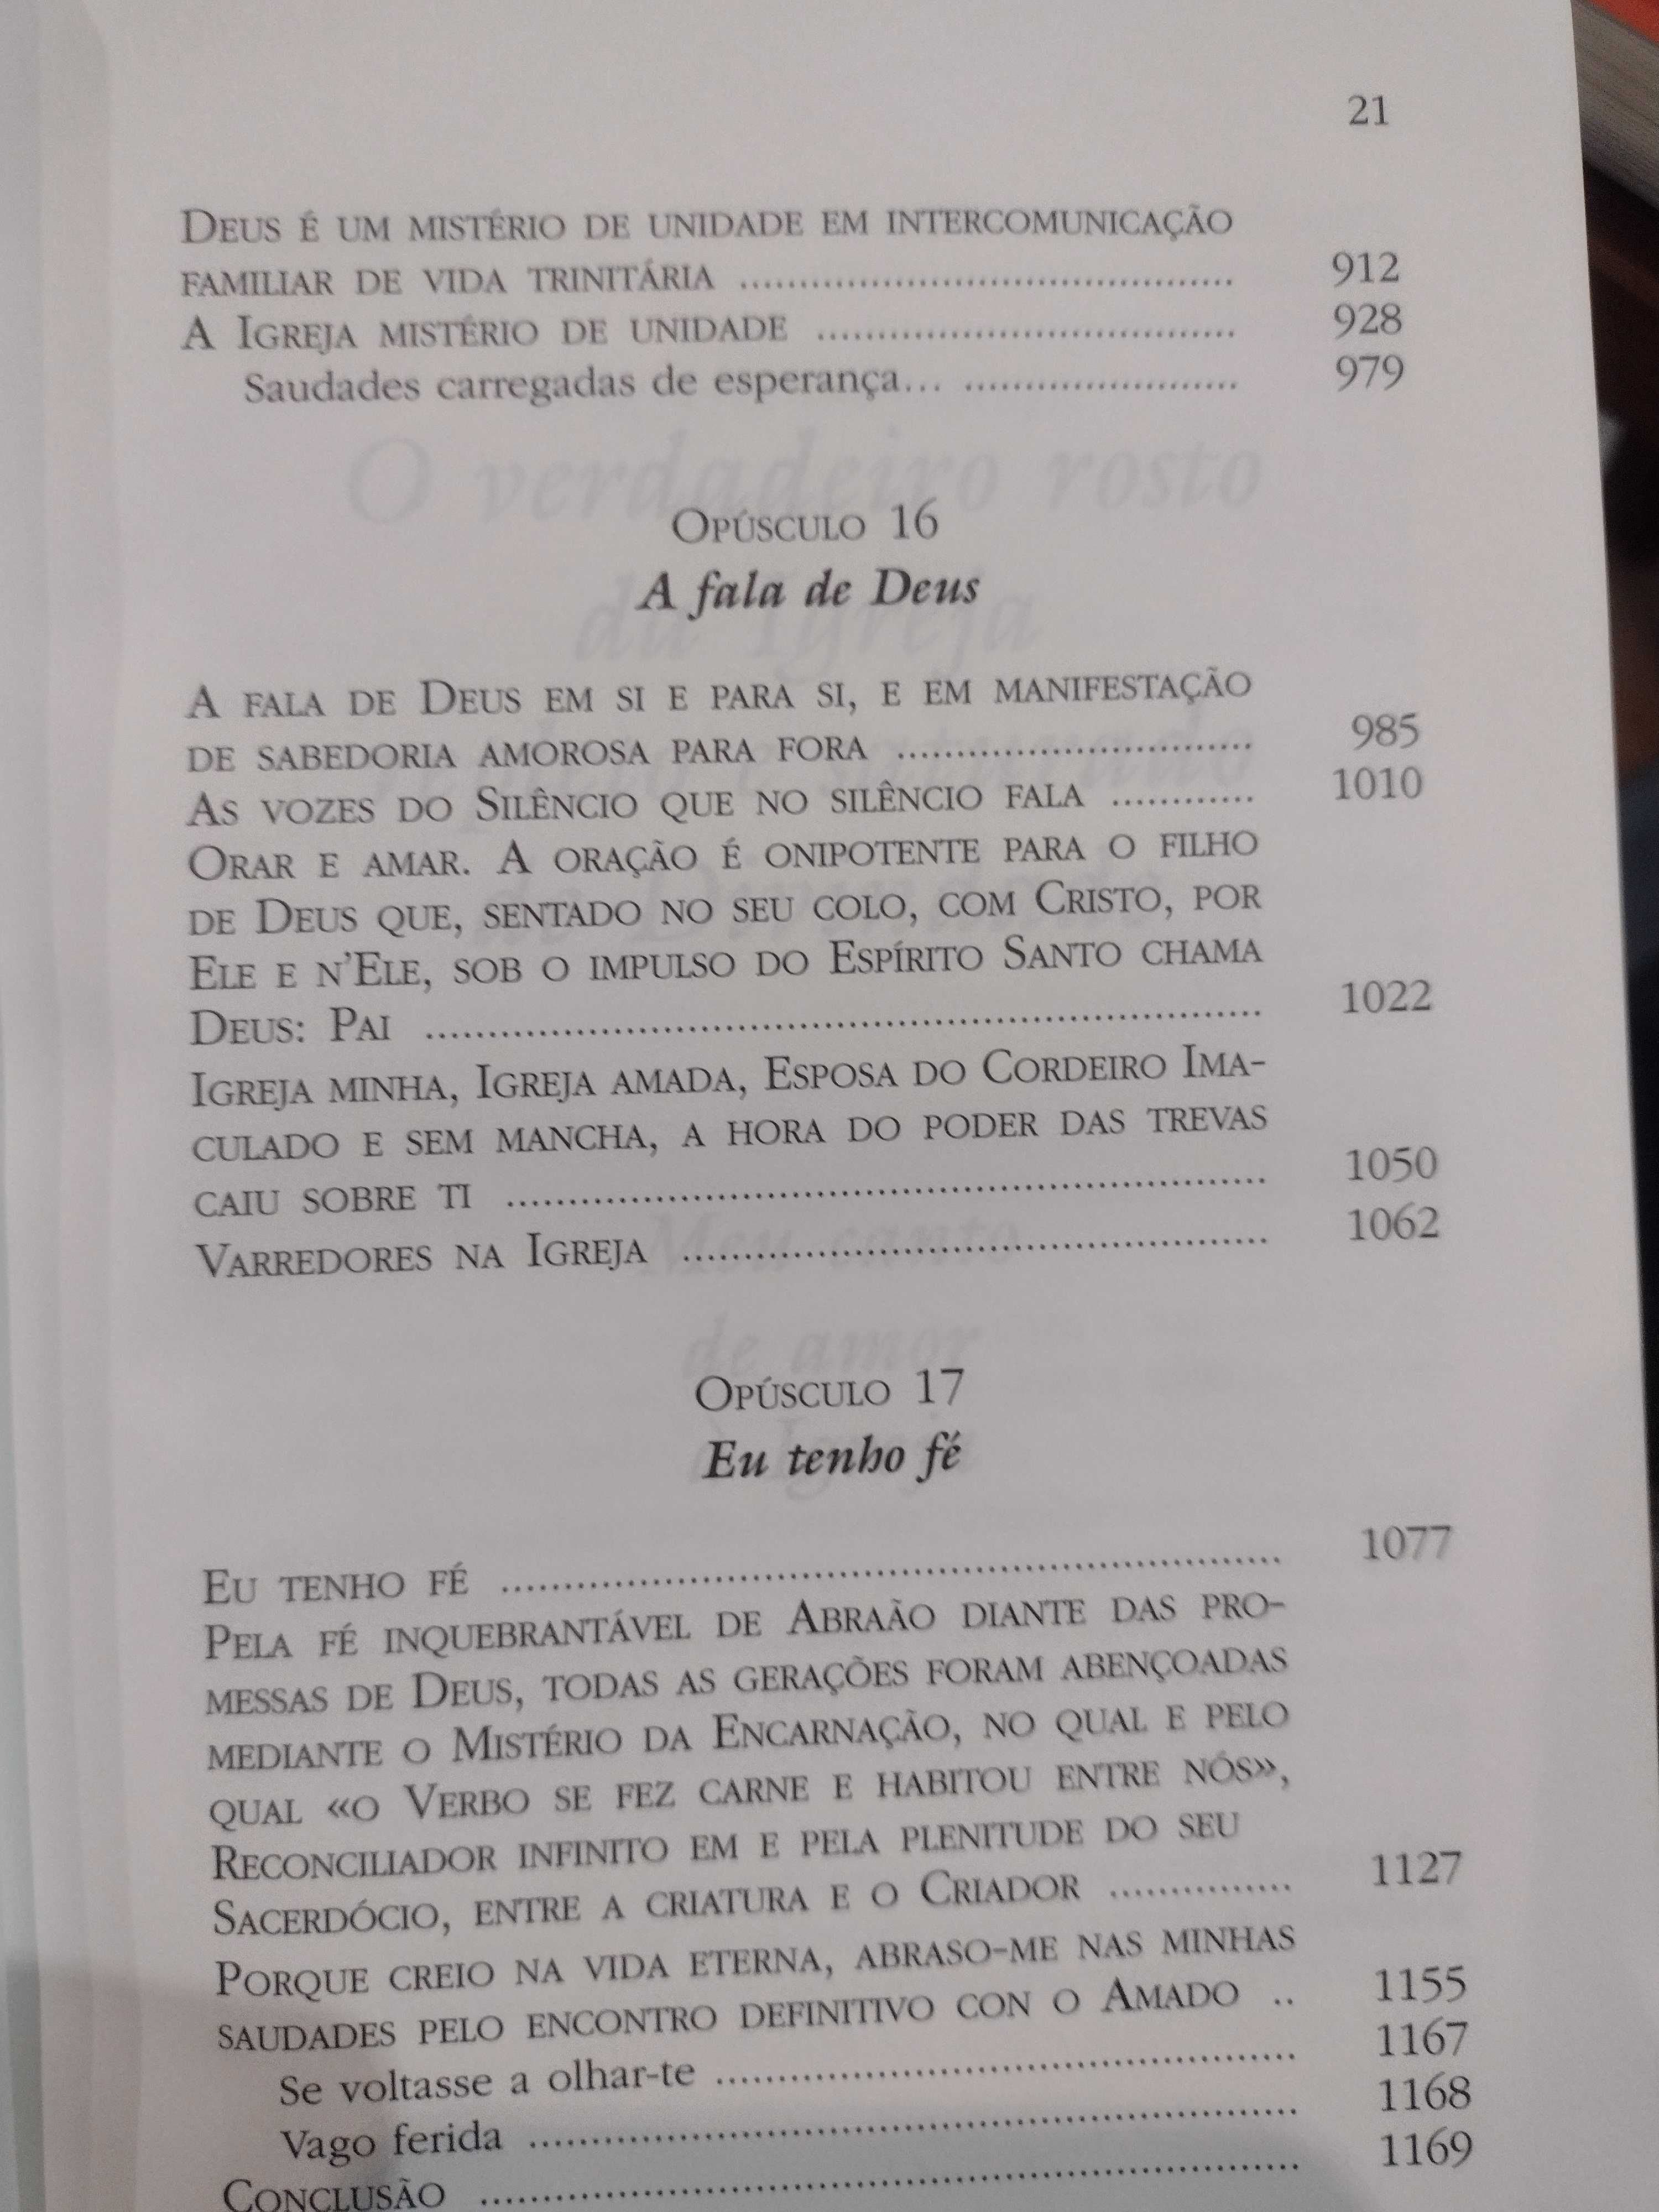 21
Deus é um mistério de unidade em intercomunicação
familiar de vida trinitária ........................................ 912
A Igreja mistério de unidade .................................. 928
Saudades carregadas de esperança... ....................... 979
O verdadeiro rosto
Opúsculo 16
A fala de Deus
da Igreja
A fala de Deus em si e para si, e em manifestação
de sabedoria amorosa para fora .............................. 985
As vozes do Silêncio que no silêncio fala ............ 1010
Orar e amar. A oração é onipotente para o filho
de Deus que, sentado no seu colo, com Cristo, por
Ele e n'Ele, sob o impulso do Espírito Santo chama
Deus: Pai .................................................................... 1022
Igreja minha, Igreja amada, Esposa do Cordeiro Ima-
culado e sem mancha, a hora do poder das trevas
caiu sobre ti .............................................................. 1050
Varredores na Igreja ................................................ 1062
Meu canto
de amor
Opúsculo 17
Eu tenho fé
Eu tenho fé ................................................................ 1077
Pela fé inquebrantável de Abraão diante das pro-
messas de Deus, todas as gerações foram abençoadas
mediante o Mistério da Encarnação, no qual e pelo
qual «o Verbo se fez carne e habitou entre nós»,
Reconciliador infinito em e pela plenitude do seu
Sacerdócio, entre a criatura e o Criador ............... 1127
Porque creio na vida eterna, abraso-me nas minhas
saudades pelo encontro definitivo con o Amado .. 1155
Se voltasse a olhar-te ................................................ 1167
Vago ferida ................................................................ 1168
Conclusão .................................................................. 1169